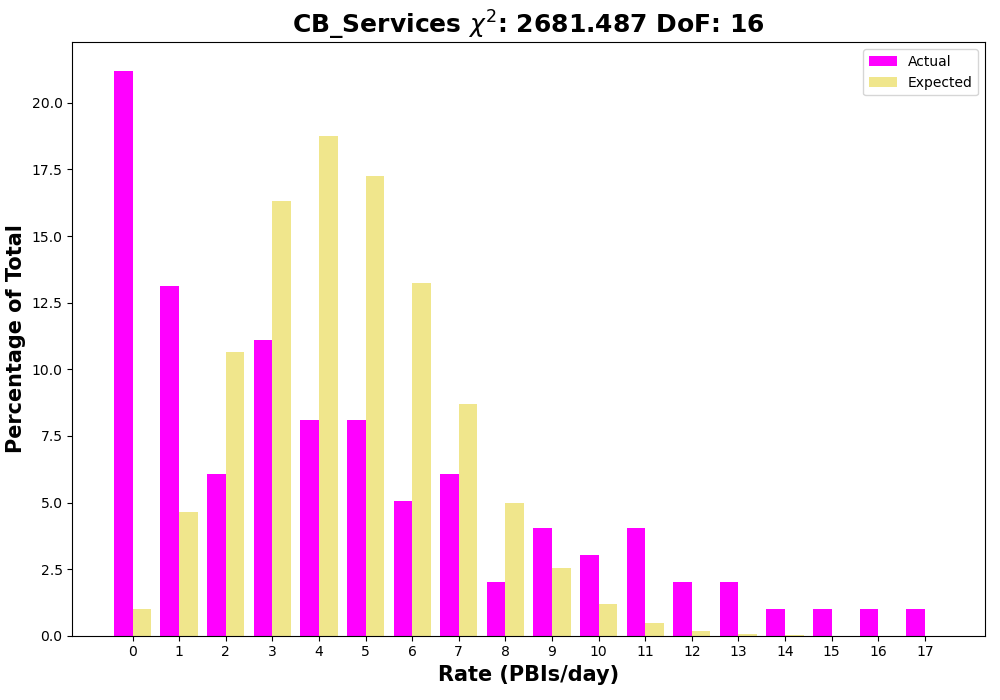 CB_Services χ²: 2681.487 DoF: 16
Actual
Expected
Percentage of Total
20.0
17.5
15.0
12.5
10.0
7.5
5.0
2.5
0.0
0 1 2 3 4 5 6 7 8 9 10 11 12 13 14 15 16 17
Rate (PBIs/day)